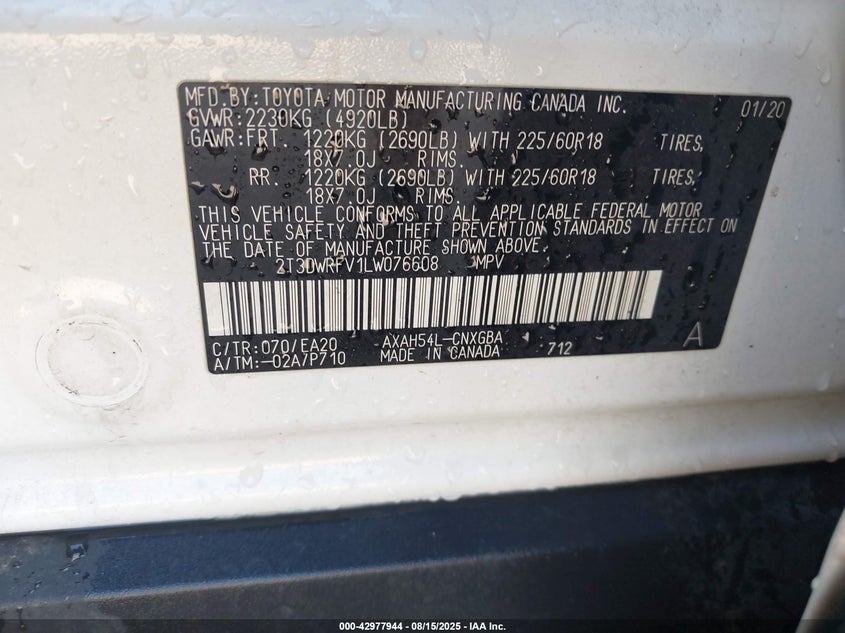 MFD. BY: TOYOTA MOTOR MANUFACTURING CANADA INC. 01/20
GVWR: 2230KG (4920LB)
GAWR: FRT. 1220KG (2690LB) WITH 225/60R18 TIRES,
18X7.0J RIMS.
RR. 1220KG (2690LB) WITH 225/60R18 TIRES,
18X7.0J RIMS.
THIS VEHICLE CONFORMS TO ALL APPLICABLE FEDERAL MOTOR
VEHICLE SAFETY AND THEFT PREVENTION STANDARDS IN EFFECT ON
THE DATE OF MANUFACTURE SHOWN ABOVE.
2T3DWRFV1LW076608 MPV
C/TR: 070/EA20 AXAH54L-CNXGBA
A/TM:-02A/P710 MADE IN CANADA 712 A
000-42977944 - 08/15/2025 - IAA Inc.